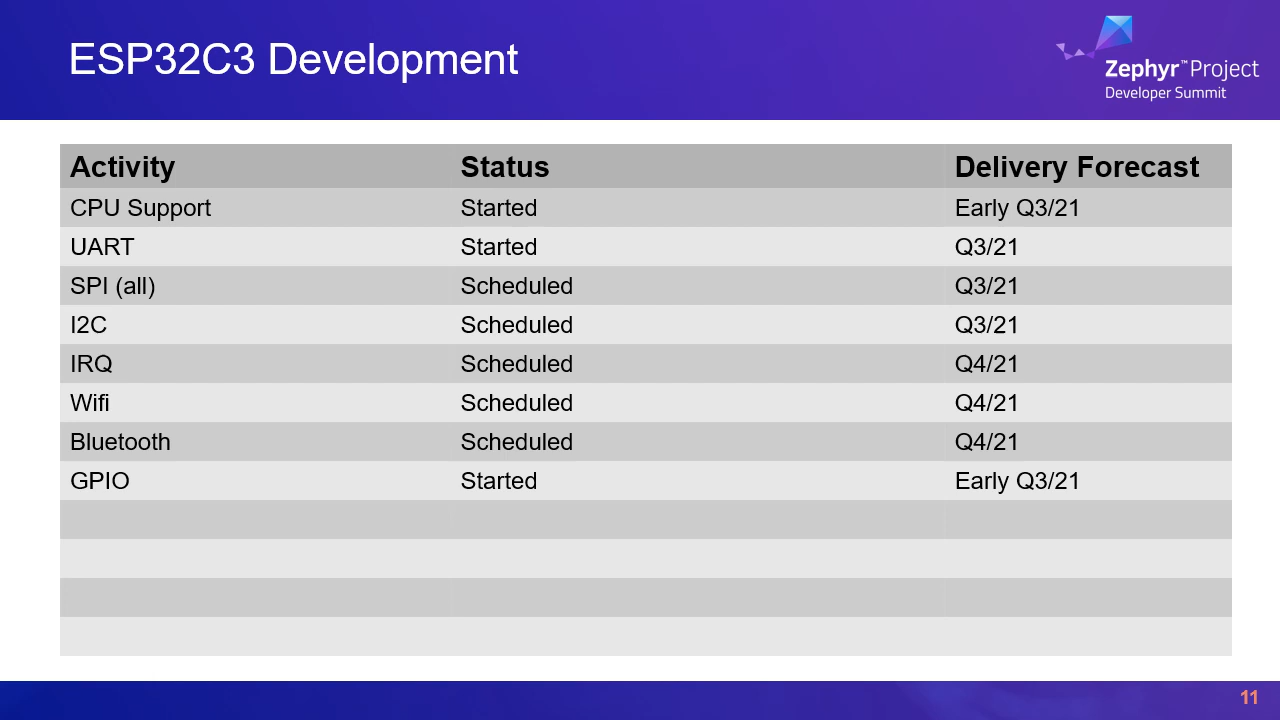 ESP32C3 Development
Zephyr™Project
Developer Summit
Activity Status Delivery Forecast
CPU Support Started Early Q3/21
UART Started Q3/21
SPI (all) Scheduled Q3/21
I2C Scheduled Q3/21
IRQ Scheduled Q4/21
Wifi Scheduled Q4/21
Bluetooth Scheduled Q4/21
GPIO Started Early Q3/21
11